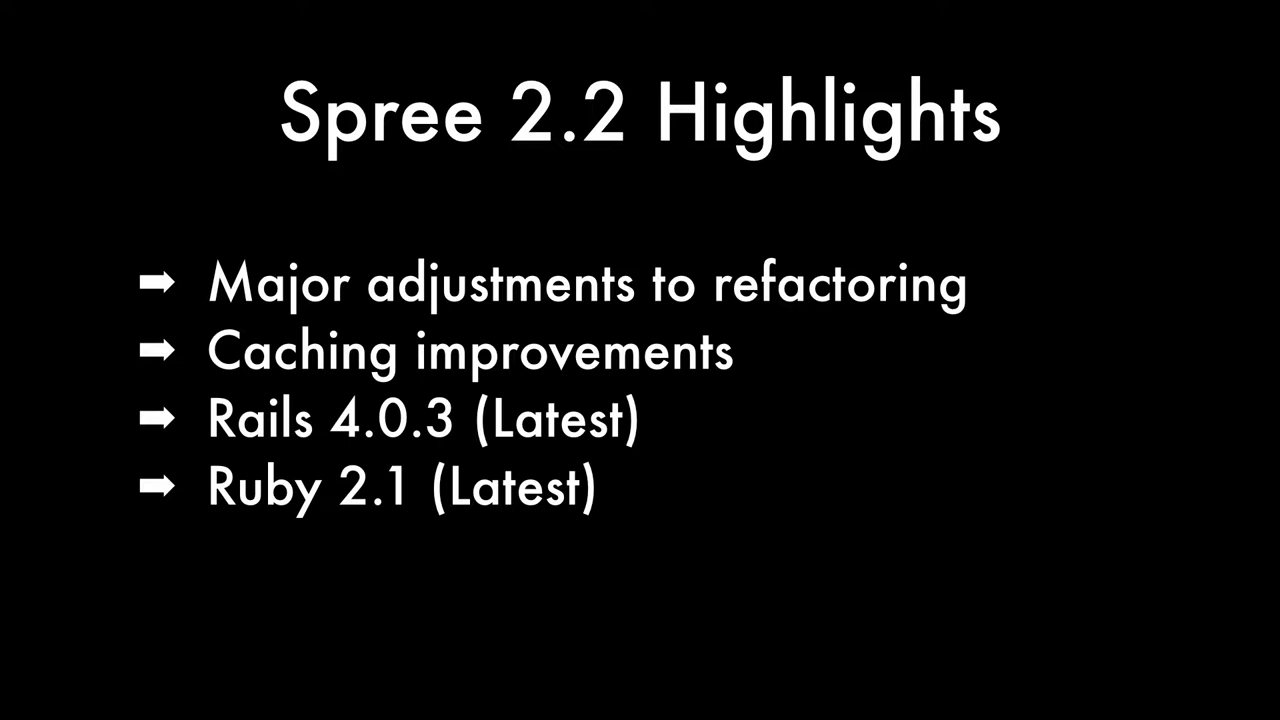 Spree 2.2 Highlights
➡ Major adjustments to refactoring
➡ Caching improvements
➡ Rails 4.0.3 (Latest)
➡ Ruby 2.1 (Latest)